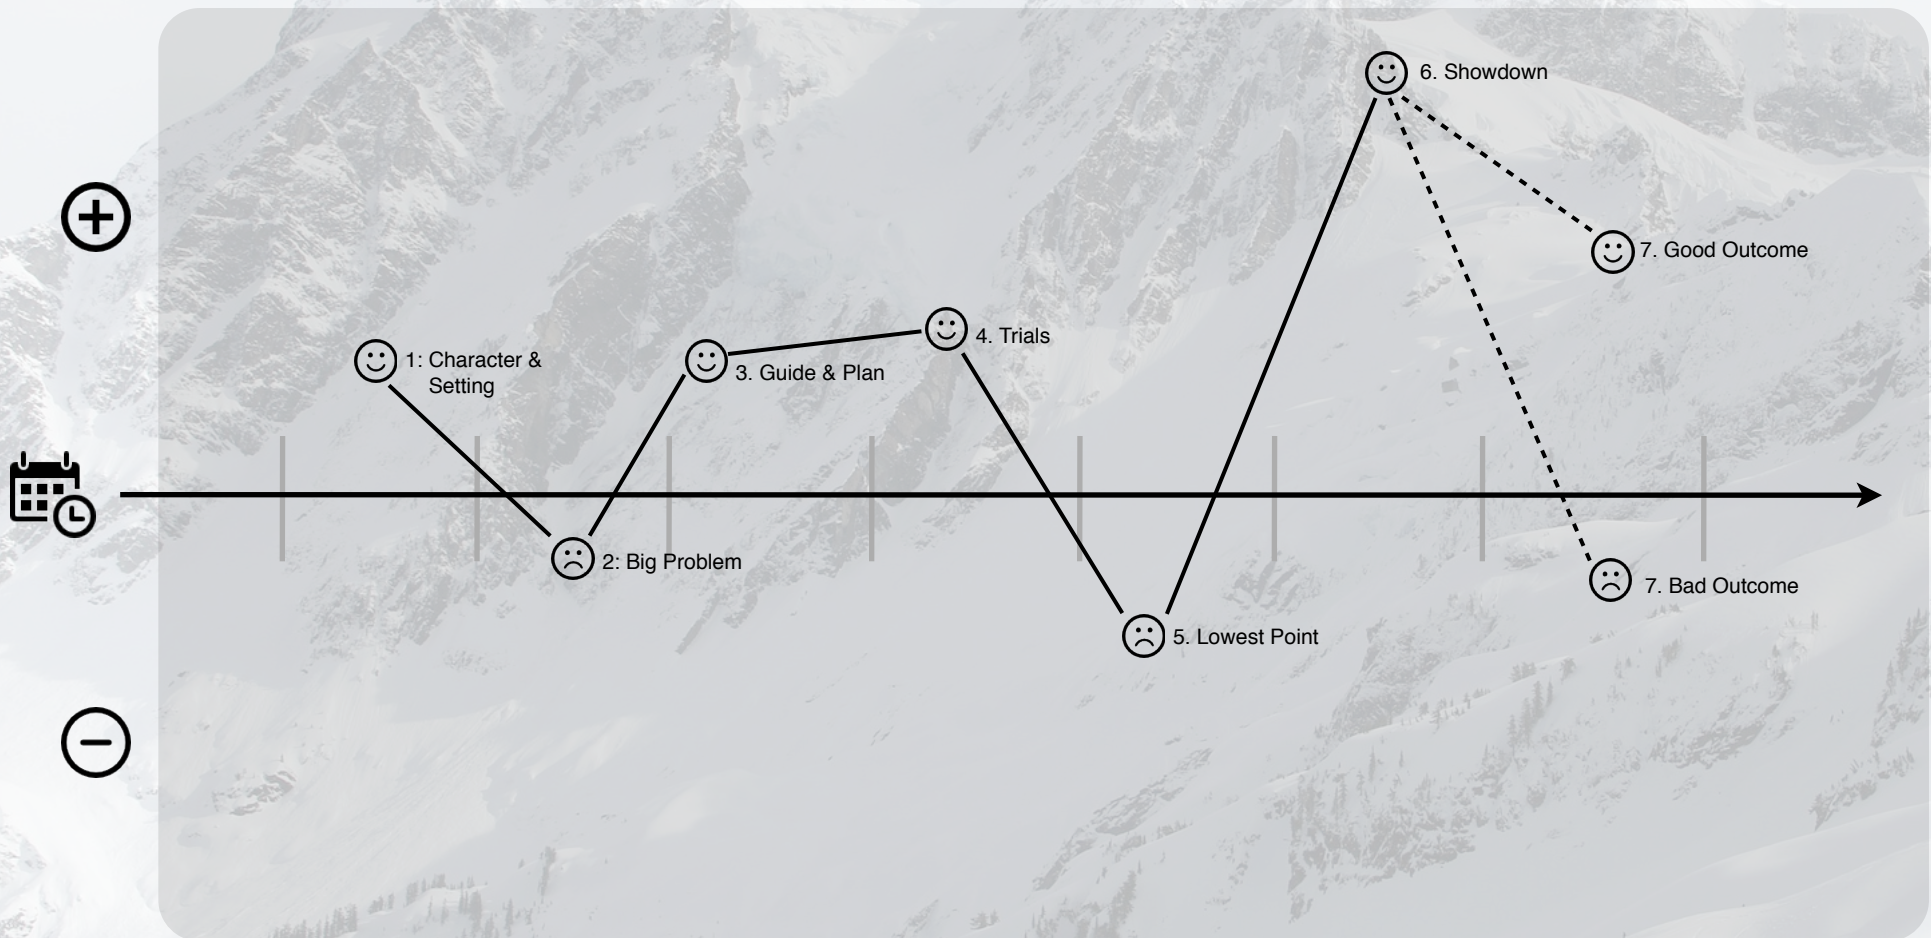 6. Showdown
7. Good Outcome
4. Trials
1: Character &
Setting
3. Guide & Plan
2: Big Problem
7. Bad Outcome
5. Lowest Point